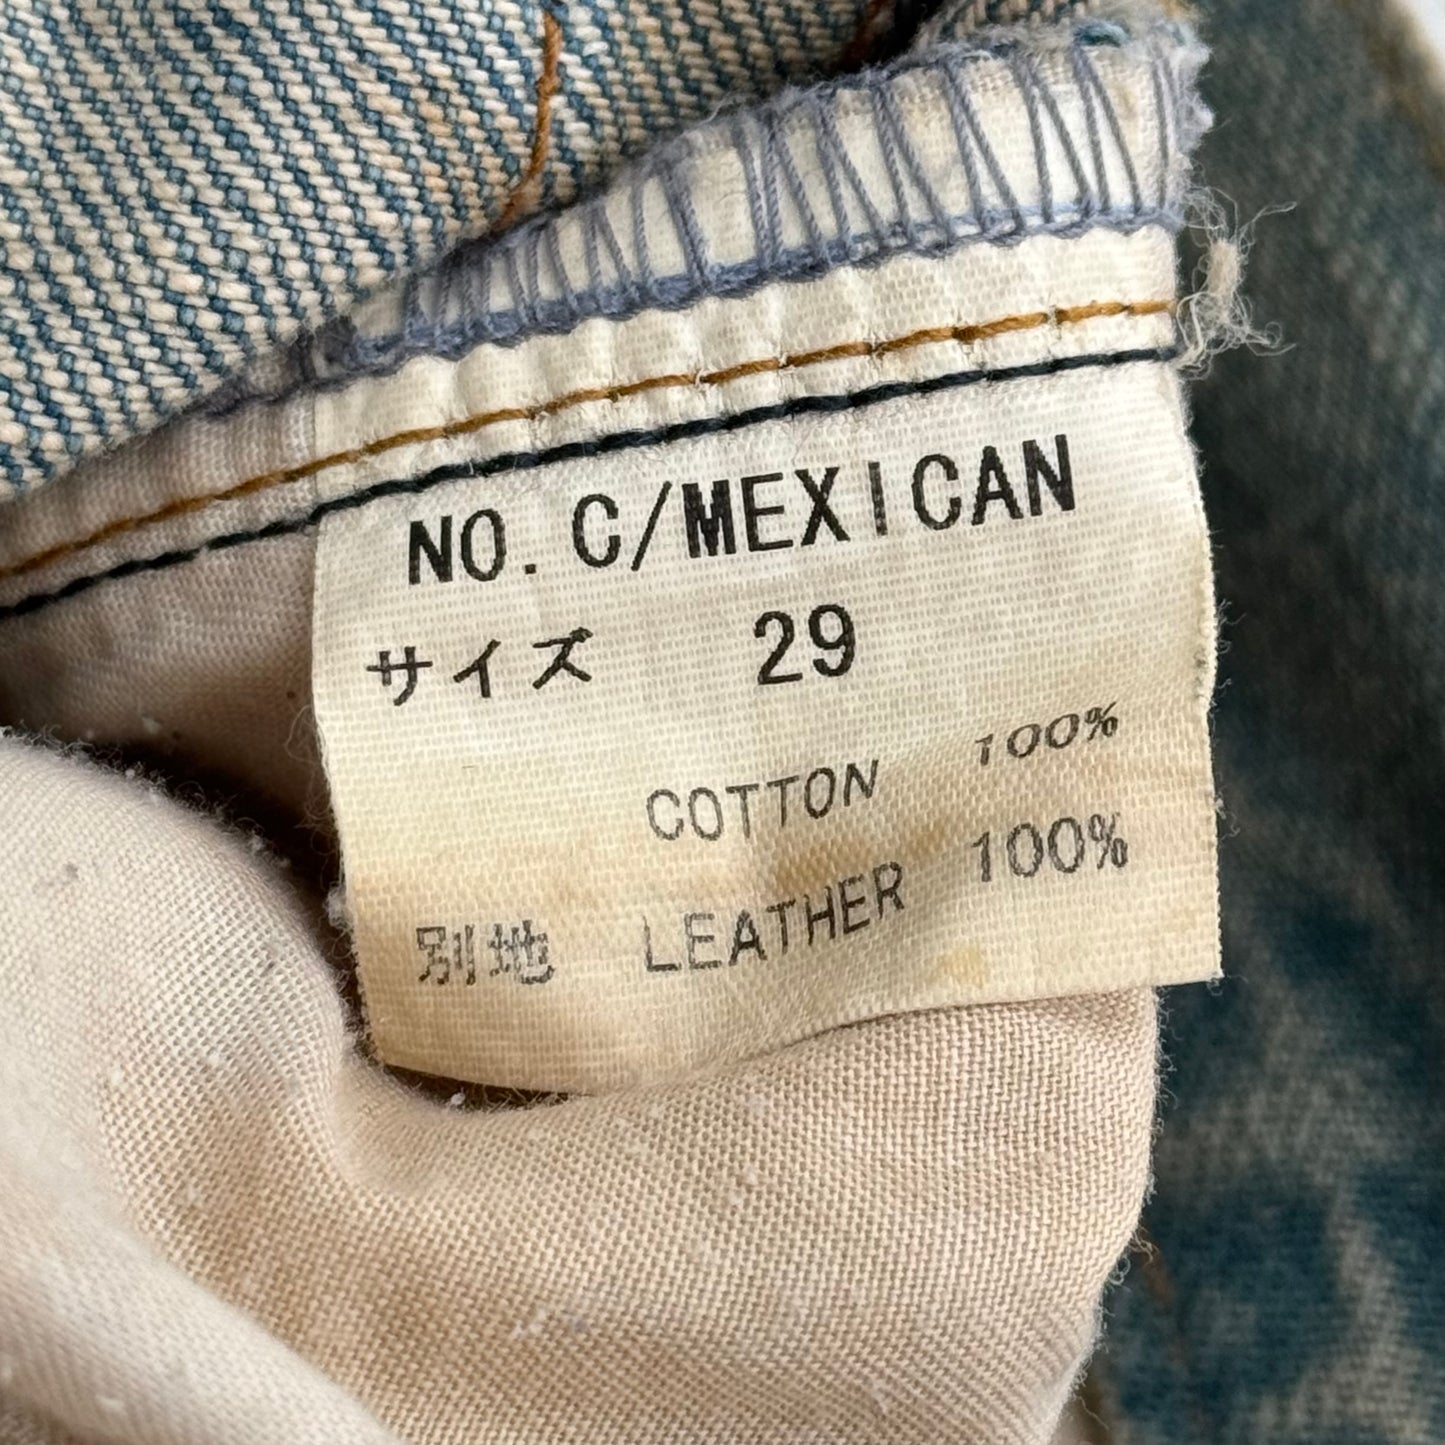 NO. C/MEXICAN
サイズ 29
COTTON 100%
別地 LEATHER 100%